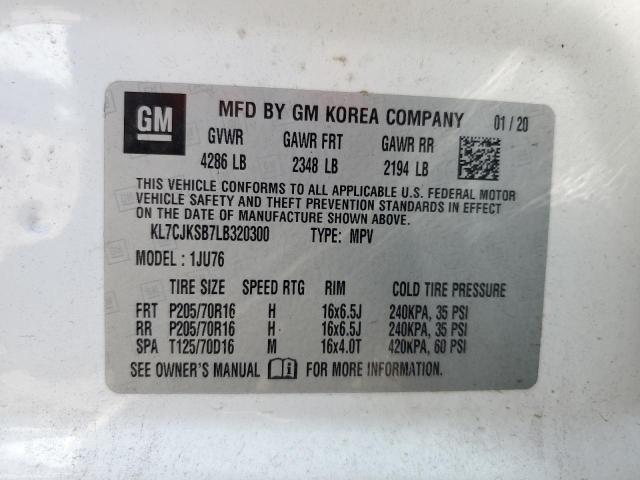 GM MFD BY GM KOREA COMPANY 01/20
GVWR GAWR FRT GAWR RR
4286 LB 2348 LB 2194 LB
THIS VEHICLE CONFORMS TO ALL APPLICABLE U.S. FEDERAL MOTOR
VEHICLE SAFETY AND THEFT PREVENTION STANDARDS IN EFFECT
ON THE DATE OF MANUFACTURE SHOWN ABOVE.
KL7CJKSB7LB320300 TYPE: MPV
MODEL: 1JU76
TIRE SIZE SPEED RTG RIM COLD TIRE PRESSURE
FRT P205/70R16 H 16x6.5J 240KPA, 35 PSI
RR P205/70R16 H 16x6.5J 240KPA, 35 PSI
SPA T125/70D16 M 16x4.0T 420KPA, 60 PSI
SEE OWNER'S MANUAL FOR MORE INFORMATION.